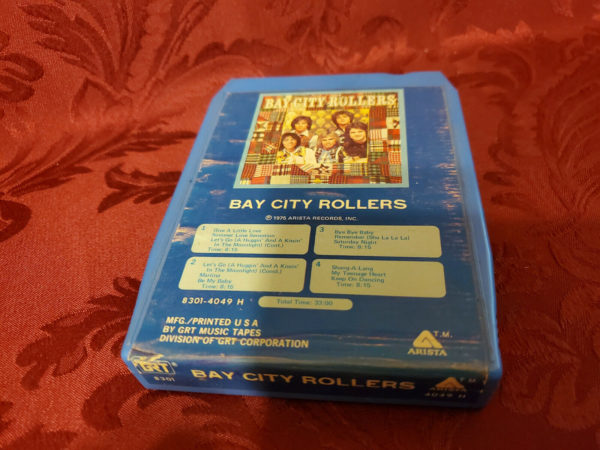 BAY CITY ROLLERS
BAY CITY ROLLERS
℗ 1975 ARISTA RECORDS, INC.
1
Give A Little Love
Summer Love Sensation
Let's Go (A Huggin' And A Kissin'
In The Moonlight) (Cont.)
Time: 8:15
3
Bye Bye Baby
Remember (Sha La La La)
Saturday Night
Time: 8:15
2
Let's Go (A Huggin' And A Kissin'
In The Moonlight) (Concl.)
Marlina
Be My Baby
Time: 8:15
4
Shang-A-Lang
My Teenage Heart
Keep On Dancing
Time: 8:15
8301-4049 H
Total Time: 33:00
MFG./PRINTED U S A
BY GRT MUSIC TAPES
DIVISION OF GRT CORPORATION
T.M.
ARISTA
GRT
8301
BAY CITY ROLLERS
ARISTA
4049 H